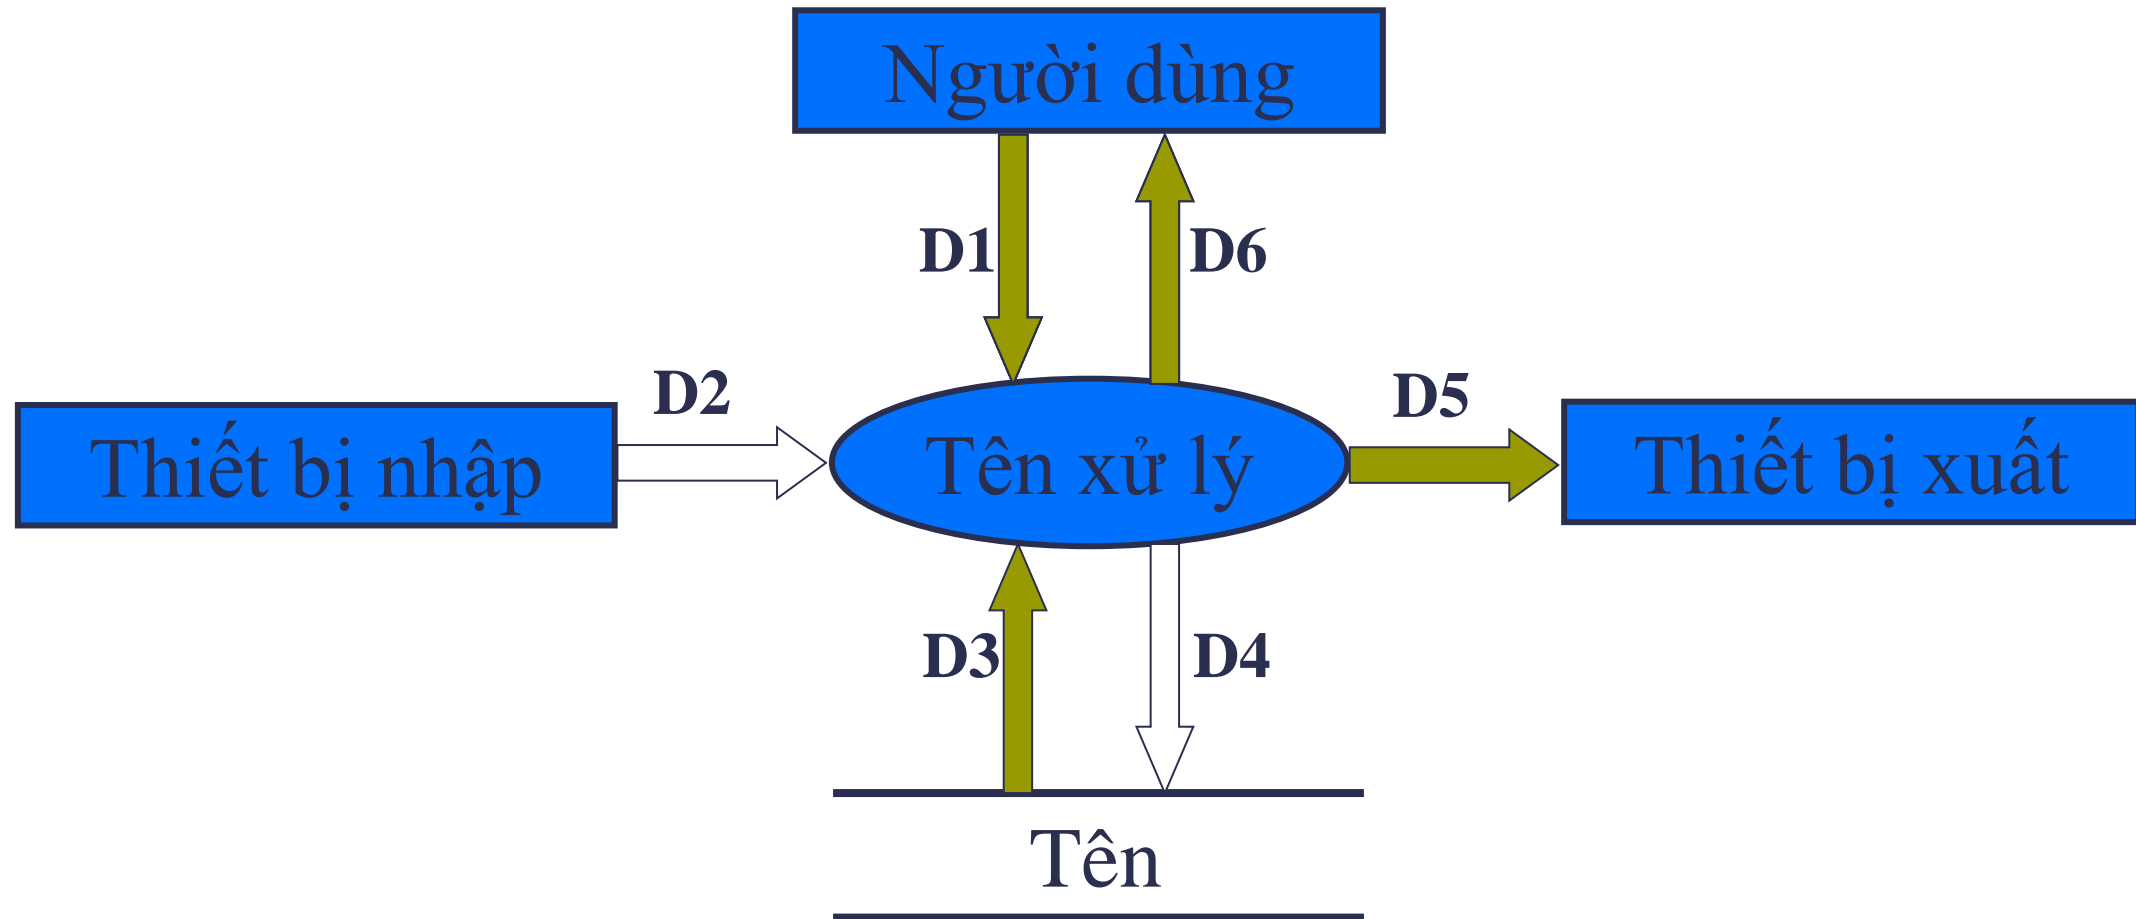 Người dùng
D1
D6
D2
D5
Thiết bị nhập
Tên xử lý
Thiết bị xuất
D3
D4
Tên